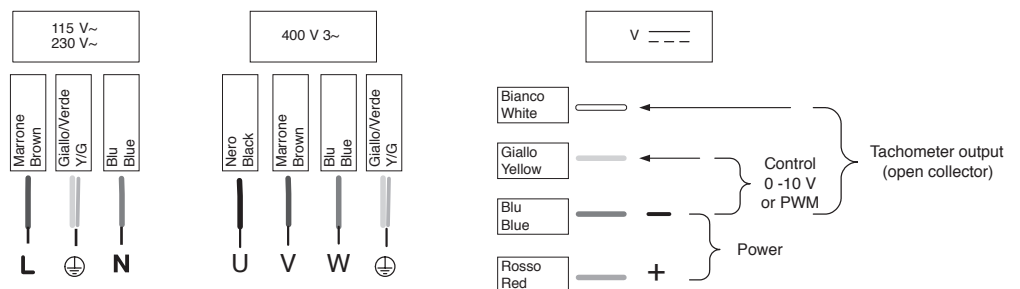 115 V~
230 V~
Marrone
Brown
Giallo/Verde
Y/G
Blu
Blue
L
N
400 V 3~
Nero
Black
Marrone
Brown
Blu
Blue
Giallo/Verde
Y/G
U
V
W
V
Bianco
White
Giallo
Yellow
Blu
Blue
Rosso
Red
+
Control
0 -10 V
or PWM
Power
Tachometer output
(open collector)